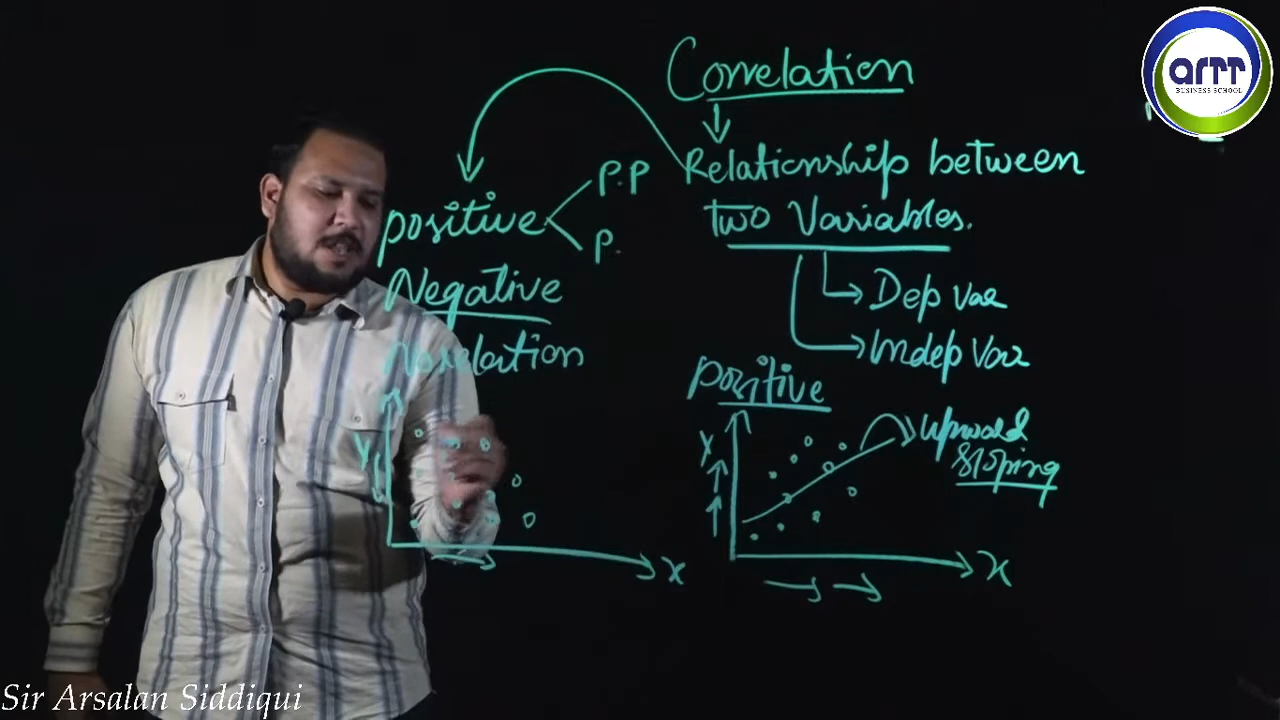 artt
BUSINESS SCHOOL
Correlation
Relationship between
Two Variables.
Dep Var
Indep Var
positive
P.P
P.
Negative
Norelation
Y
X
positive
Y
X
Upward
Sloping
Sir Arsalan Siddiqui